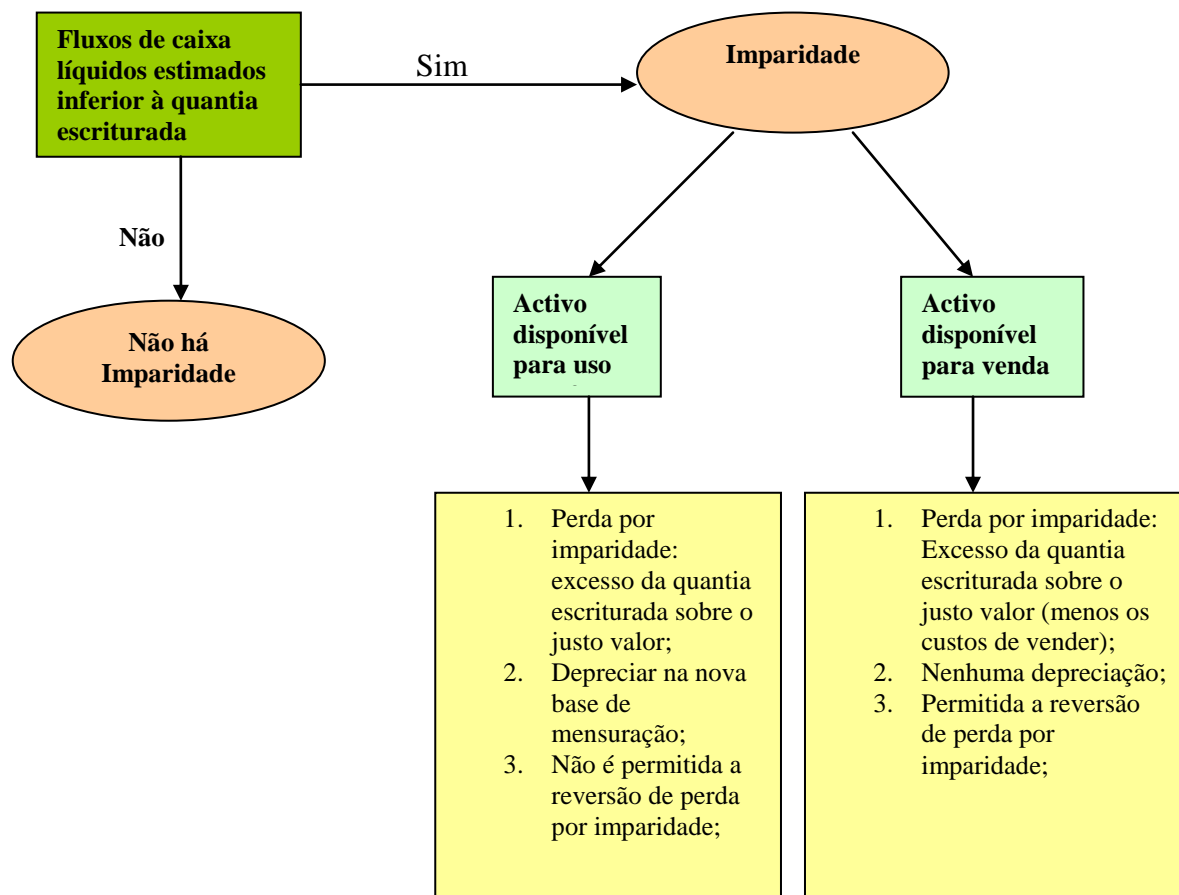 Fluxos de caixa
líquidos estimados
inferior à quantia
escriturada
Sim
Imparidade
Não
Não há
Imparidade
Activo
disponível
para uso
Activo
disponível
para venda
1. Perda por
imparidade:
excesso da quantia
escriturada sobre o
justo valor;
2. Depreciar na nova
base de
mensuração;
3. Não é permitida a
reversão de perda
por imparidade;
1. Perda por imparidade:
Excesso da quantia
escriturada sobre o
justo valor (menos os
custos de vender);
2. Nenhuma depreciação;
3. Permitida a reversão
de perda por
imparidade;